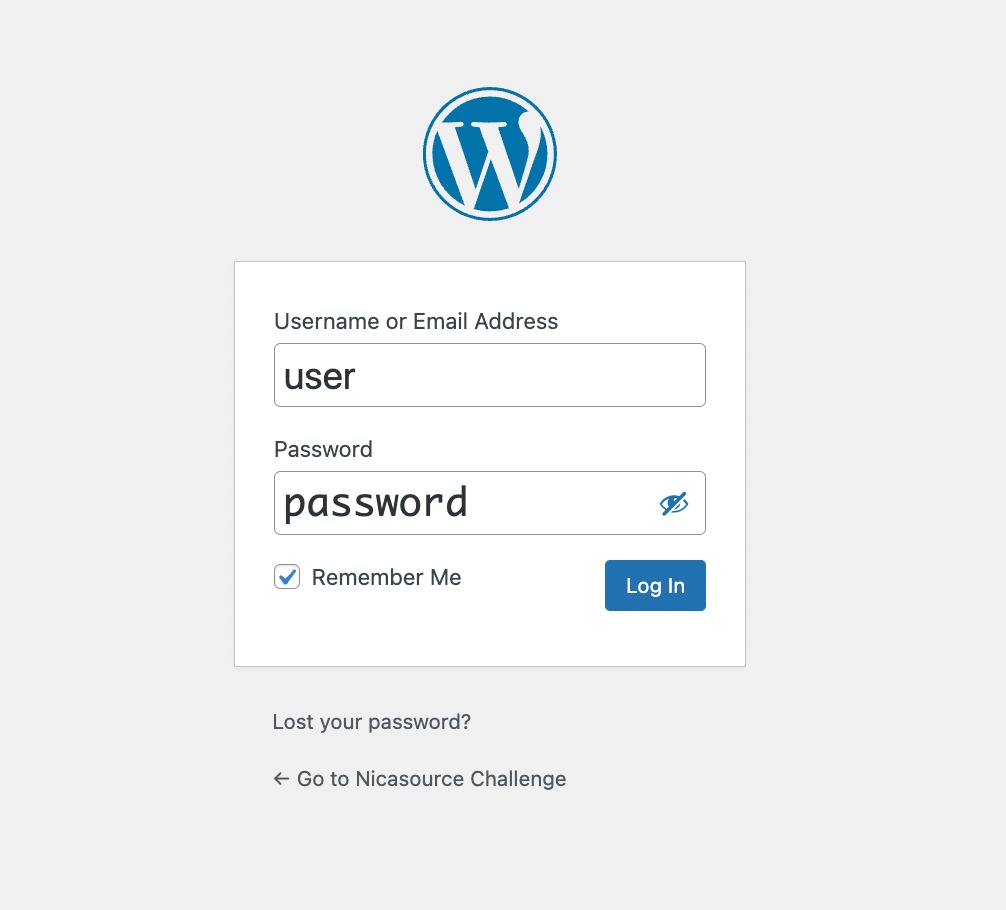 Username or Email Address
user
Password
password
Remember Me
Log In
Lost your password?
← Go to Nicasource Challenge